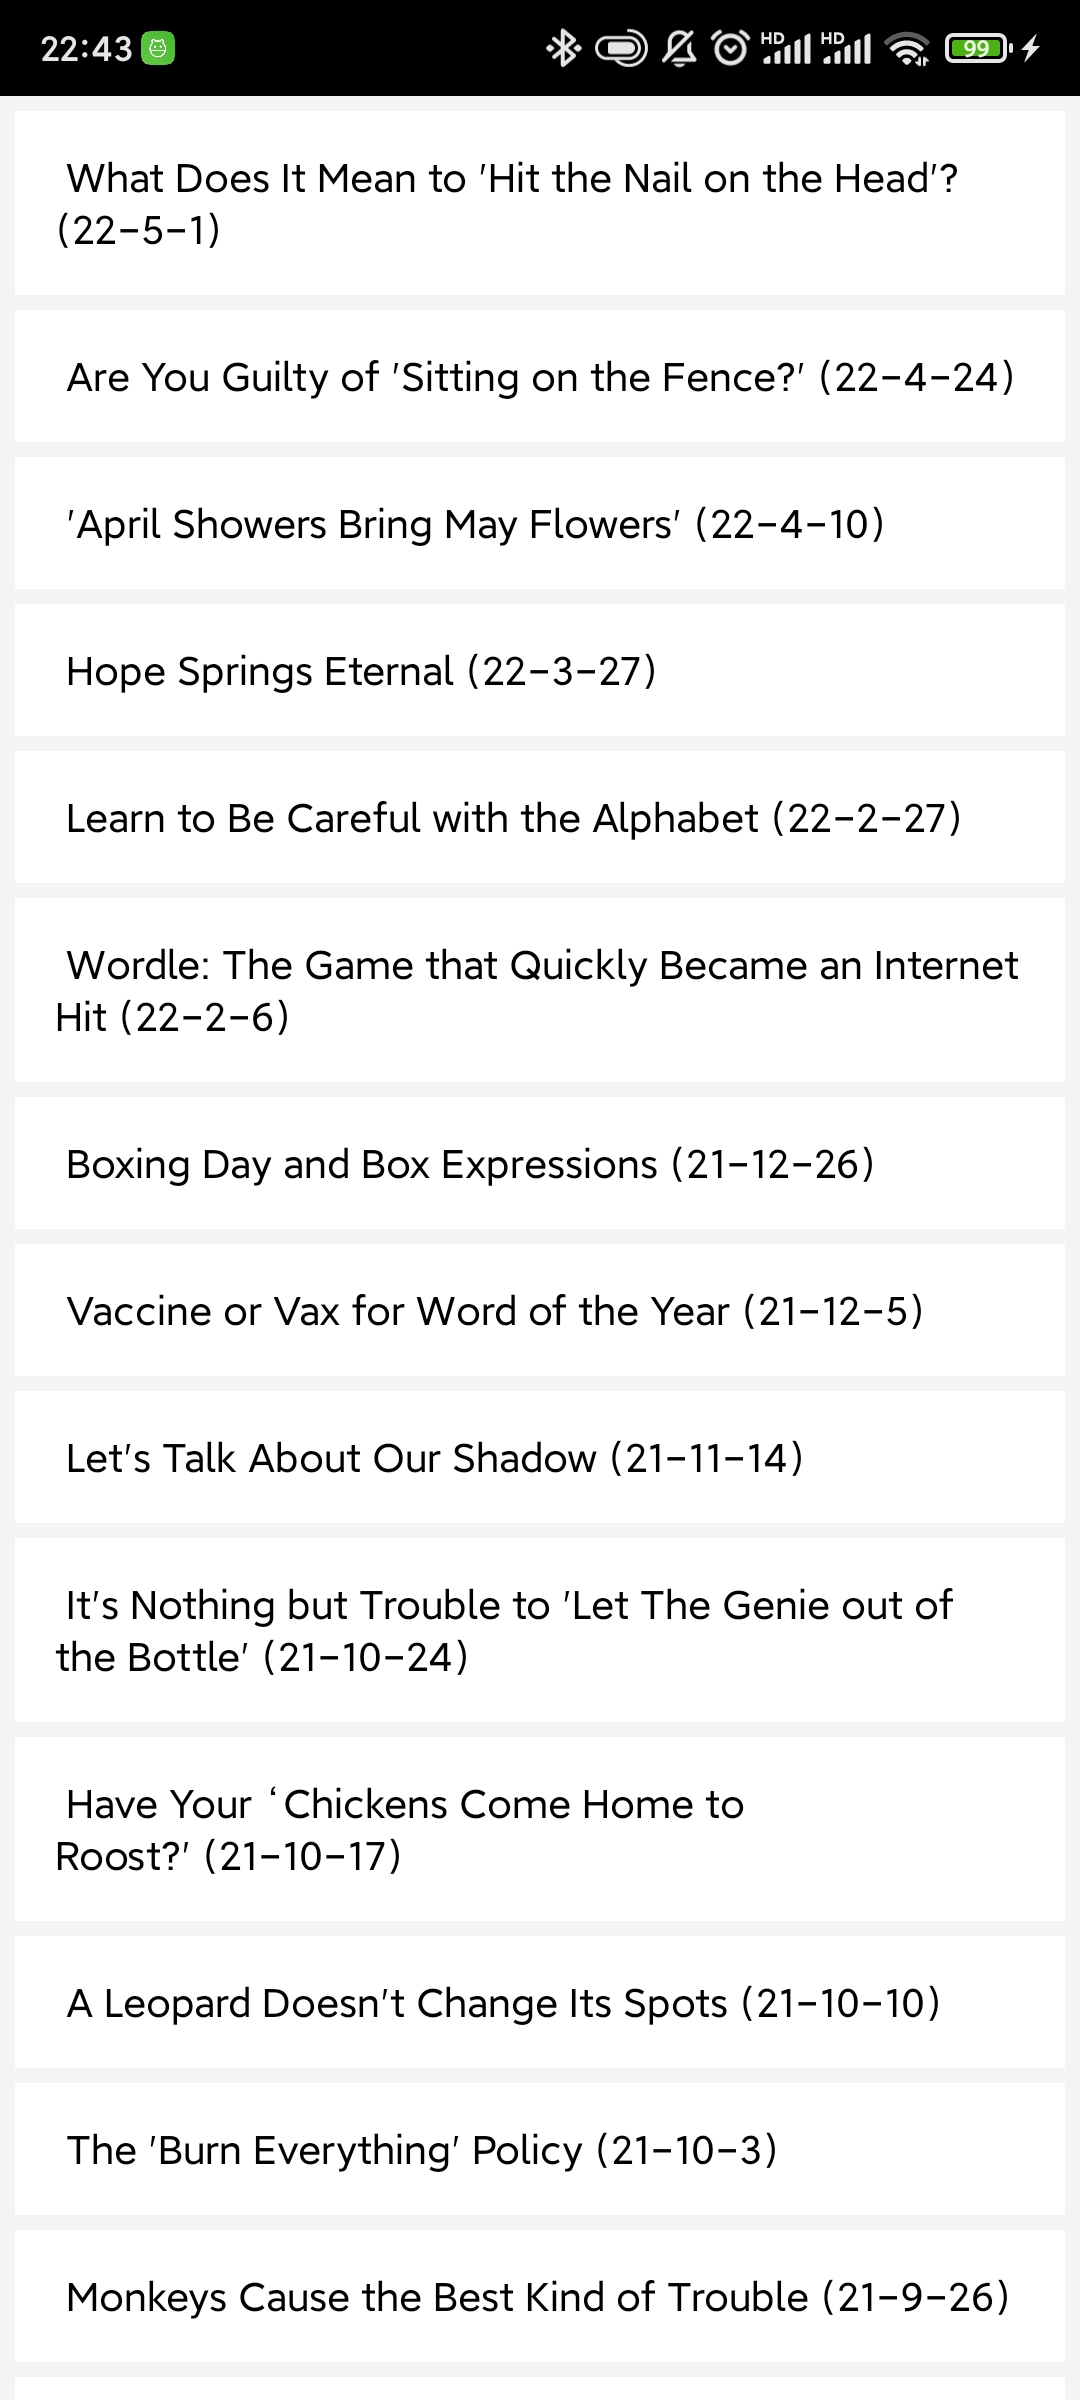 22:43
HD HD 99
What Does It Mean to 'Hit the Nail on the Head'?
(22-5-1)
Are You Guilty of 'Sitting on the Fence?' (22-4-24)
'April Showers Bring May Flowers' (22-4-10)
Hope Springs Eternal (22-3-27)
Learn to Be Careful with the Alphabet (22-2-27)
Wordle: The Game that Quickly Became an Internet
Hit (22-2-6)
Boxing Day and Box Expressions (21-12-26)
Vaccine or Vax for Word of the Year (21-12-5)
Let's Talk About Our Shadow (21-11-14)
It's Nothing but Trouble to 'Let The Genie out of
the Bottle' (21-10-24)
Have Your ‘Chickens Come Home to
Roost?' (21-10-17)
A Leopard Doesn't Change Its Spots (21-10-10)
The 'Burn Everything' Policy (21-10-3)
Monkeys Cause the Best Kind of Trouble (21-9-26)